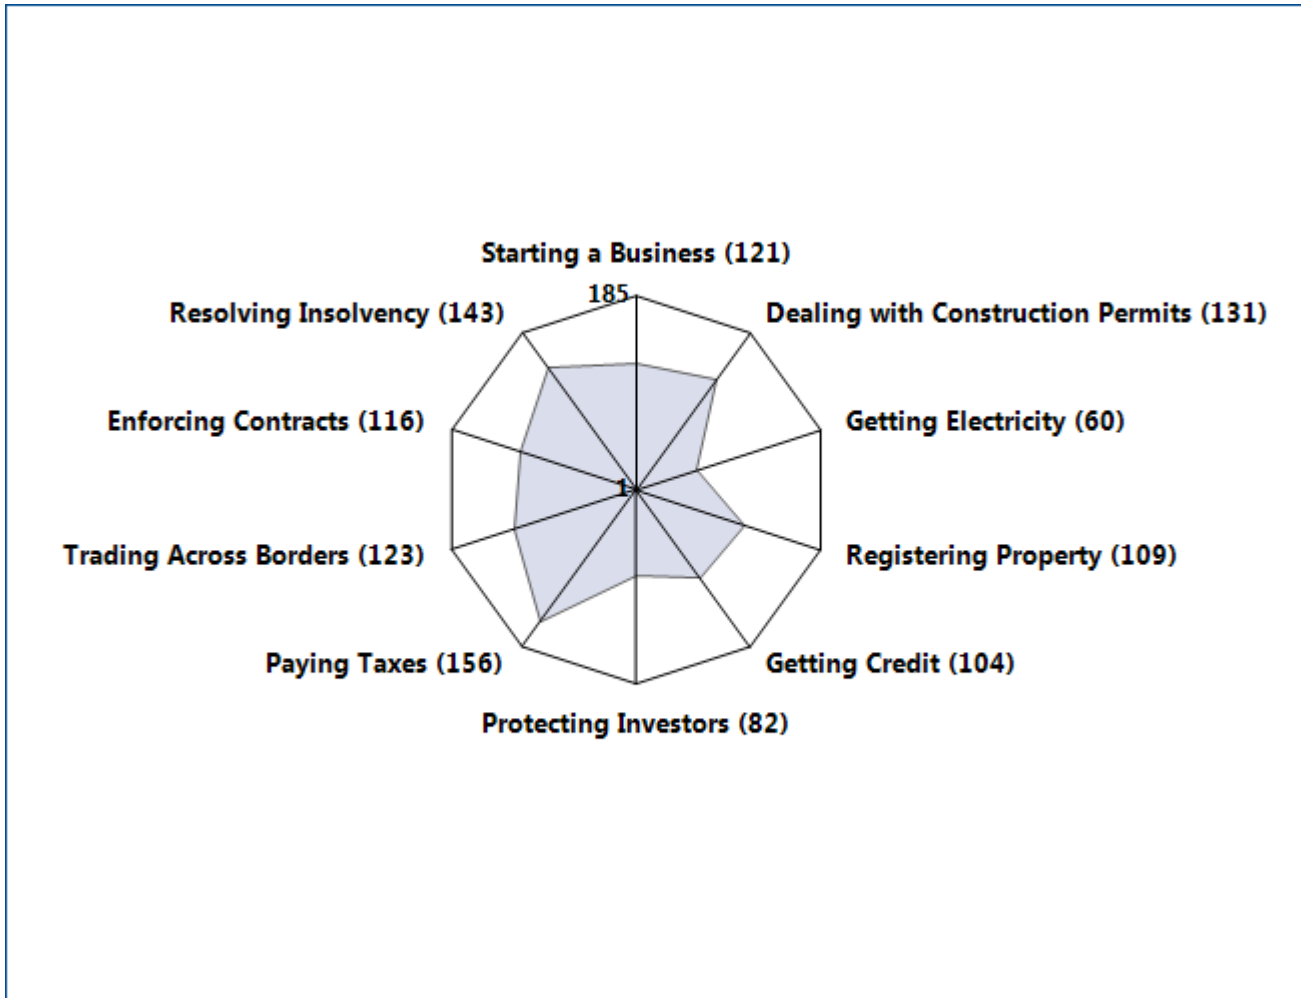 Starting a Business (121)
185
Resolving Insolvency (143)
Dealing with Construction Permits (131)
Enforcing Contracts (116)
Getting Electricity (60)
1
Trading Across Borders (123)
Registering Property (109)
Paying Taxes (156)
Getting Credit (104)
Protecting Investors (82)